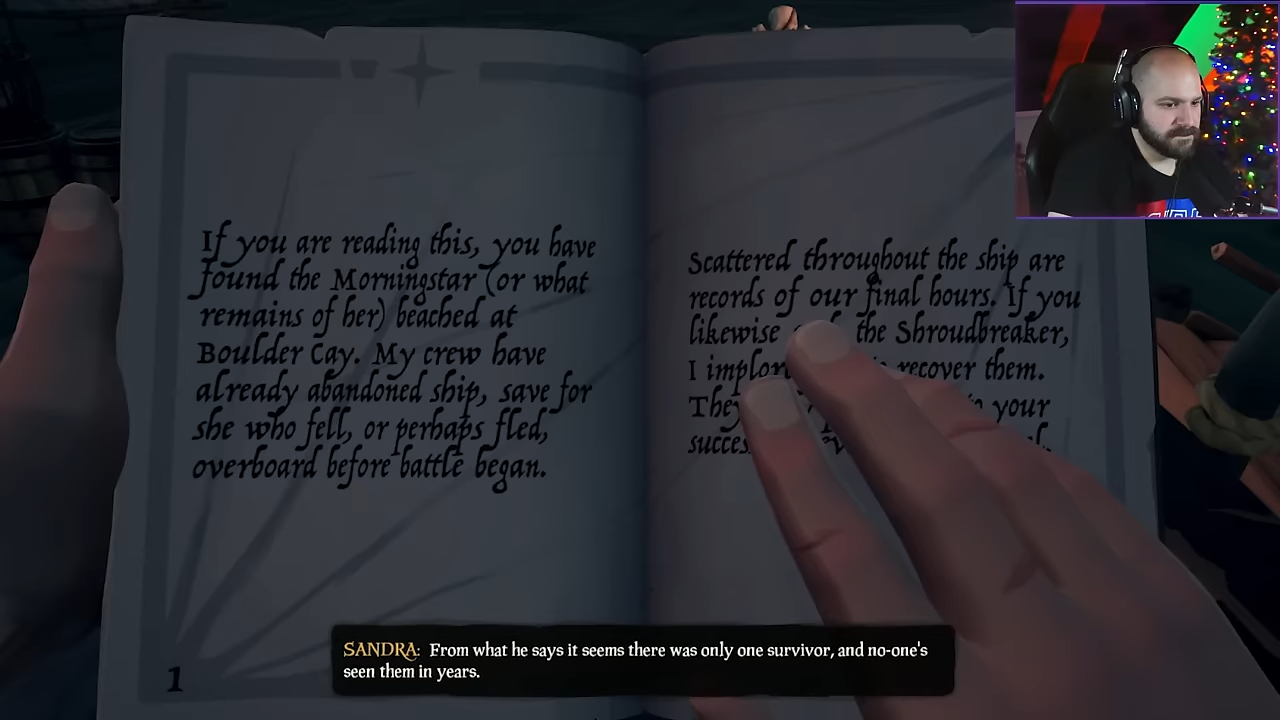 If you are reading this, you have
found the Morningstar (or what
remains of her) beached at
Boulder Cay. My crew have
already abandoned ship, save for
she who fell, or perhaps fled,
overboard before battle began.
1
Scattered throughout the ship are
records of our final hours. If you
likewise the Shroudbreaker,
I recover them.
They your
SANDRA: From what he says it seems there was only one survivor, and no-one's
seen them in years.